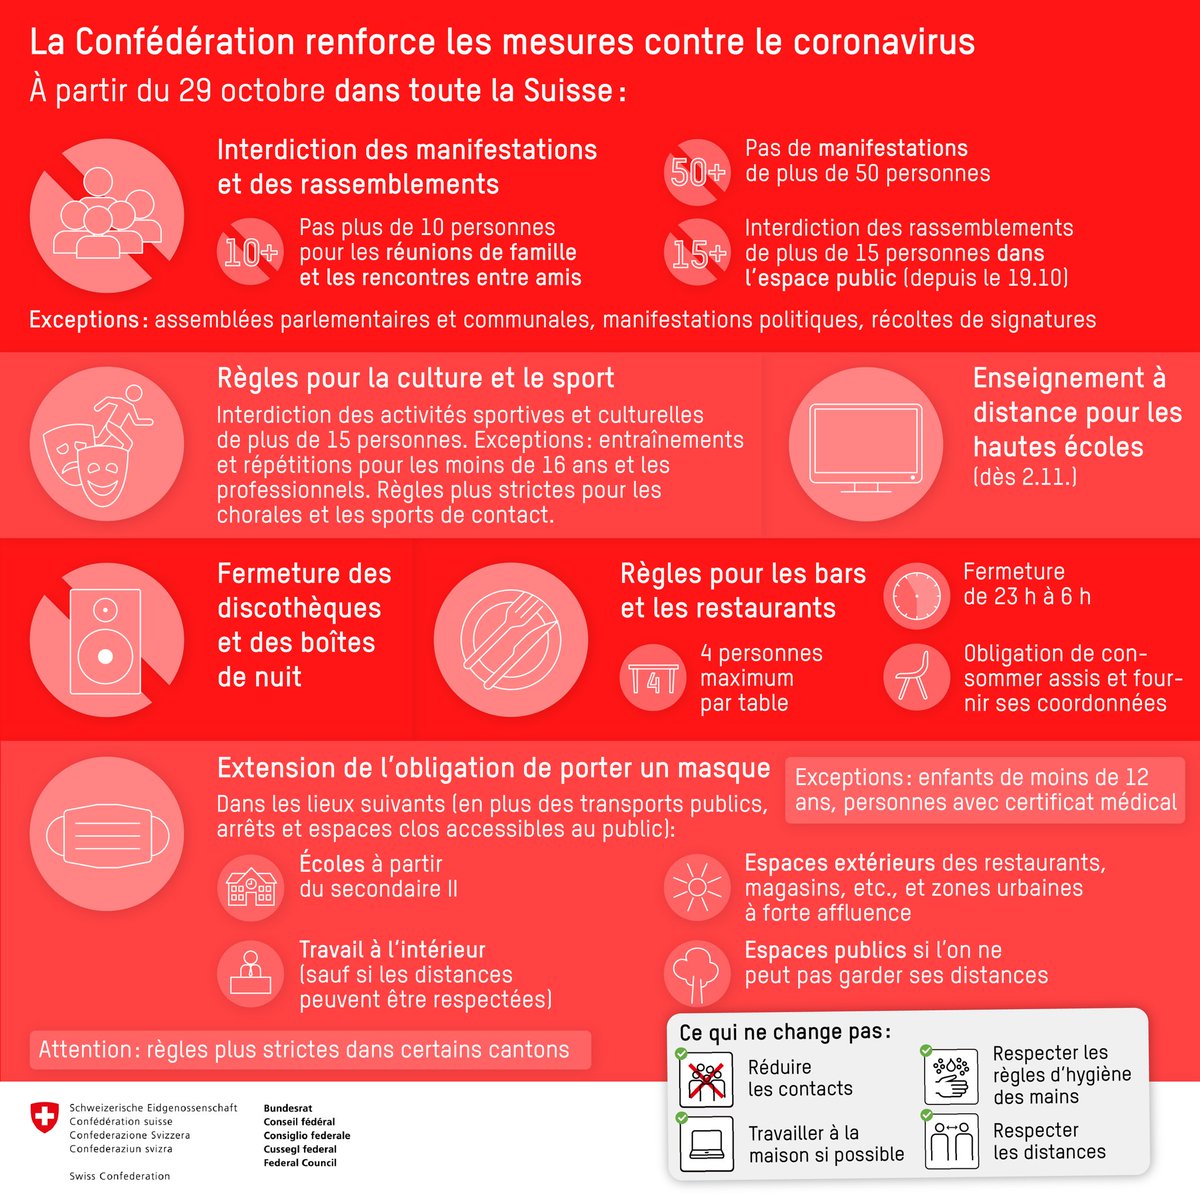 La Confédération renforce les mesures contre le coronavirus
À partir du 29 octobre dans toute la Suisse :
Interdiction des manifestations
et des rassemblements
10+
Pas plus de 10 personnes
pour les réunions de famille
et les rencontres entre amis
50+
Pas de manifestations
de plus de 50 personnes
15+
Interdiction des rassemblements
de plus de 15 personnes dans
l'espace public (depuis le 19.10)
Exceptions : assemblées parlementaires et communales, manifestations politiques, récoltes de signatures
Règles pour la culture et le sport
Interdiction des activités sportives et culturelles
de plus de 15 personnes. Exceptions : entraînements
et répétitions pour les moins de 16 ans et les
professionnels. Règles plus strictes pour les
chorales et les sports de contact.
Enseignement à
distance pour les
hautes écoles
(dès 2.11.)
Fermeture des
discothèques
et des boîtes
de nuit
Règles pour les bars
et les restaurants
4
4 personnes
maximum
par table
Fermeture
de 23 h à 6 h
Obligation de con-
sommer assis et four-
nir ses coordonnées
Extension de l'obligation de porter un masque
Dans les lieux suivants (en plus des transports publics,
arrêts et espaces clos accessibles au public):
Exceptions : enfants de moins de 12
ans, personnes avec certificat médical
Écoles à partir
du secondaire II
Espaces extérieurs des restaurants,
magasins, etc., et zones urbaines
à forte affluence
Travail à l'intérieur
(sauf si les distances
peuvent être respectées)
Espaces publics si l'on ne
peut pas garder ses distances
Attention : règles plus strictes dans certains cantons
Ce qui ne change pas :
Réduire
les contacts
Respecter les
règles d'hygiène
des mains
Travailler à la
maison si possible
Respecter
les distances
Schweizerische Eidgenossenschaft
Confédération suisse
Confederazione Svizzera
Confederaziun svizra
Swiss Confederation
Bundesrat
Conseil fédéral
Consiglio federale
Cussegl federal
Federal Council